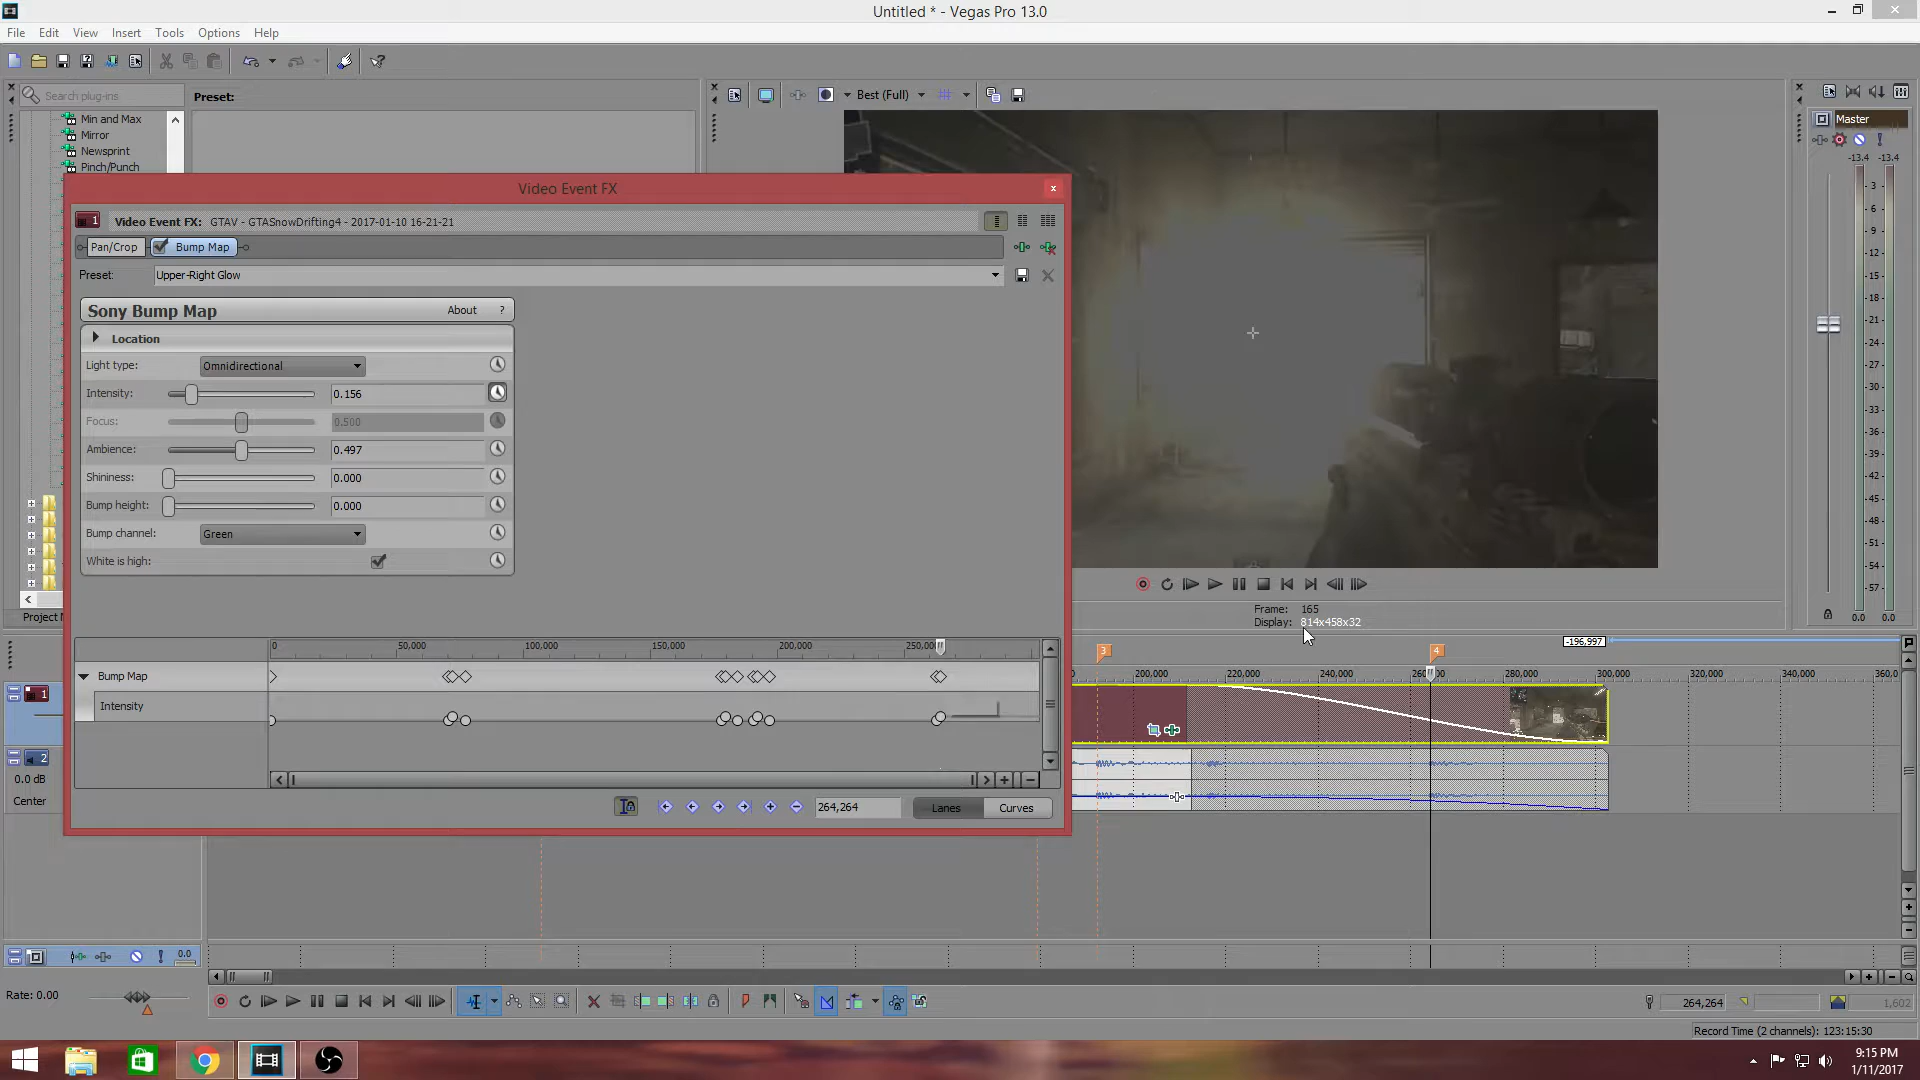 Untitled * - Vegas Pro 13.0
File Edit View Insert Tools Options Help
Search plug-ins
Preset:
Best (Full)
Master
Min and Max
Mirror
Newsprint
Pinch/Punch
-13.4 -13.4
Video Event FX
1 Video Event FX: GTAV - GTASnowDrifting4 - 2017-01-10 16-21-21
Pan/Crop Bump Map
Preset: Upper-Right Glow
Sony Bump Map About ?
Location
Light type: Omnidirectional
Intensity: 0.156
Focus: 0.500
Ambience: 0.497
Shininess: 0.000
Bump height: 0.000
Bump channel: Green
White is high:
3
6
9
12
15
18
-21
-24
-27
-30
-33
-36
-39
-42
-45
-48
-51
-54
-57
0.0 0.0
Project M
Frame: 165
Display: 814x458x32
0 50,000 100,000 150,000 200,000 250,000
Bump Map
Intensity
264,264 Lanes Curves
3 4 -196,997
200,000 220,000 240,000 260,000 280,000 300,000 320,000 340,000 360,0
1
2
0.0 dB
Center
0.0
Rate: 0.00
264,264 1,602
Record Time (2 channels): 123:15:30
9:15 PM
1/11/2017